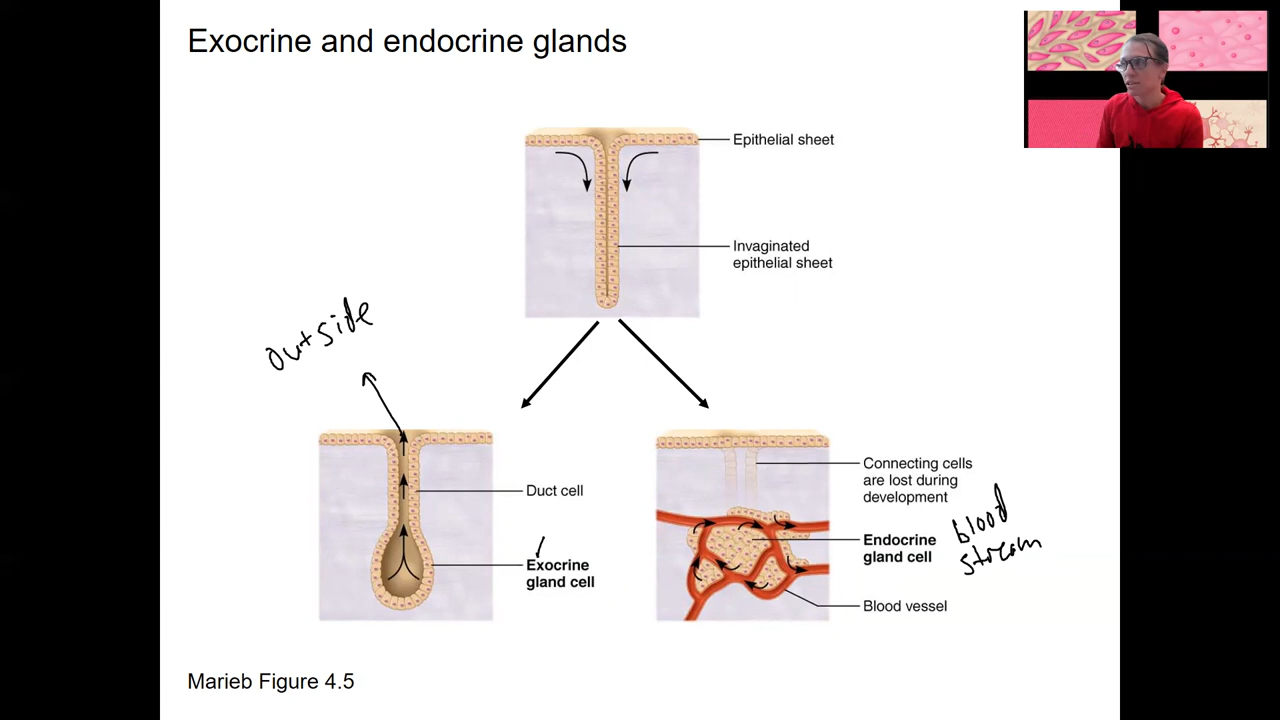 Exocrine and endocrine glands
Epithelial sheet
Invaginated
epithelial sheet
outside
Duct cell
Exocrine
gland cell
Connecting cells
are lost during
development
Endocrine
gland cell
blood
stream
Blood vessel
Marieb Figure 4.5